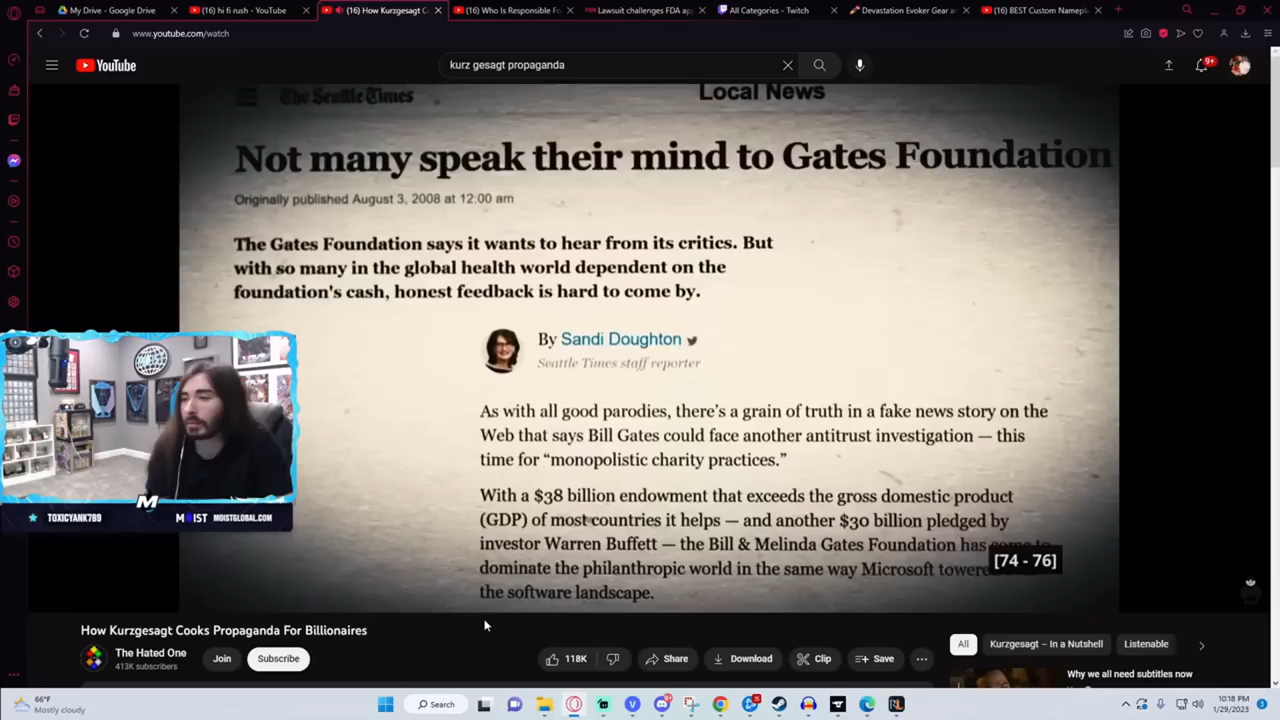 My Drive - Google Drive
(16) hi fi rush - YouTube
(16) How Kurzgesagt C
(16) Who Is Responsible Fo
Lawsuit challenges FDA ap
All Categories - Twitch
Devastation Evoker Gear a
(16) BEST Custom Namepl
www.youtube.com/watch
YouTube
kurz gesagt propaganda
9+
The Seattle Times
Local News
Not many speak their mind to Gates Foundation
Originally published August 3, 2008 at 12:00 am
The Gates Foundation says it wants to hear from its critics. But
with so many in the global health world dependent on the
foundation's cash, honest feedback is hard to come by.
By Sandi Doughton
Seattle Times staff reporter
As with all good parodies, there's a grain of truth in a fake news story on the
Web that says Bill Gates could face another antitrust investigation — this
time for “monopolistic charity practices.”
With a $38 billion endowment that exceeds the gross domestic product
(GDP) of most countries it helps — and another $30 billion pledged by
investor Warren Buffett — the Bill & Melinda Gates Foundation has come to
dominate the philanthropic world in the same way Microsoft towere
the software landscape.
[74 - 76]
M
TOXICYANK789
MOIST MOISTGLOBAL.COM
How Kurzgesagt Cooks Propaganda For Billionaires
The Hated One
413K subscribers
Join
Subscribe
118K
Share
Download
Clip
Save
All
Kurzgesagt – In a Nutshell
Listenable
Why we all need subtitles now
66°F
Mostly cloudy
Search
10:18 PM
1/29/2023